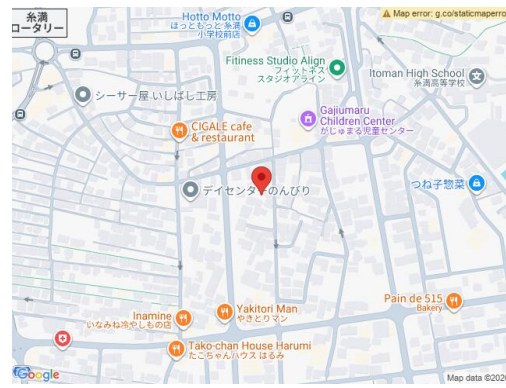 糸満
ロータリー
Hotto Motto
ほっともっと 糸満
小学校前店
Map error: g.co/staticmaperro
Fitiness Studio Align
フィットネス
スタジオアライン
Itoman High School
糸満高等学校
シーサー屋 いしばし工房
CIGALE cafe
& restaurant
Gajiumaru
Children Center
がじゅまる児童センター
デイセンターのんびり
つね子惣菜
Inamine
いなみね冷やしもの店
Yakitori Man
やきとりマン
Pain de 515
Bakery
Tako-chan House Harumi
たこちゃんハウス はるみ
Google
Map data ©2026